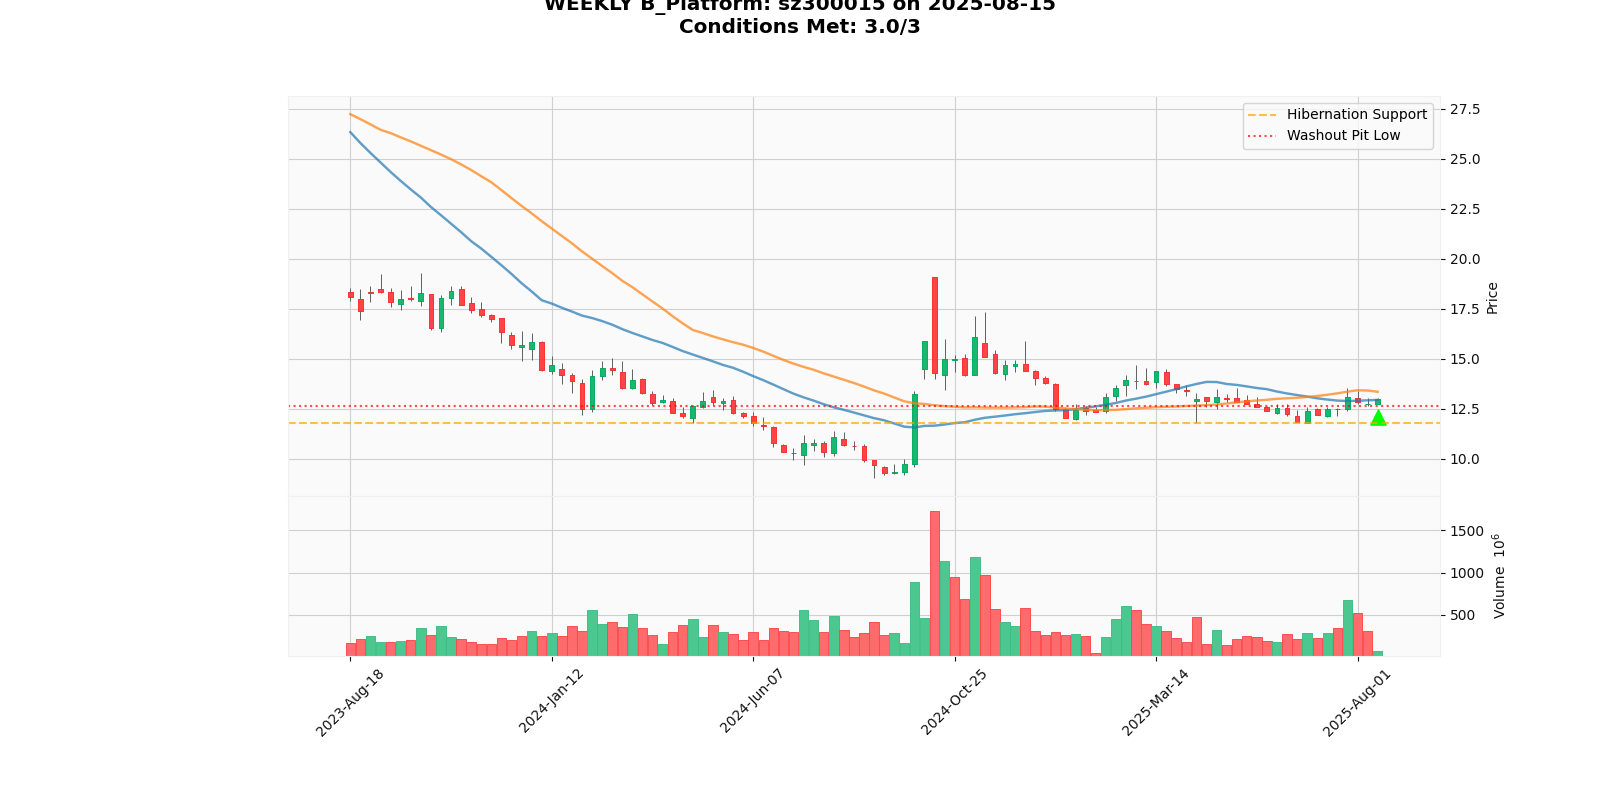 WEEKLY B_Platform: sz300015 on 2025-08-15
Conditions Met: 3.0/3
Hibernation Support
Washout Pit Low
27.5
25.0
22.5
20.0
17.5
15.0
12.5
10.0
Price
1500
1000
500
Volume 10^6
2023-Aug-18
2024-Jan-12
2024-Jun-07
2024-Oct-25
2025-Mar-14
2025-Aug-01